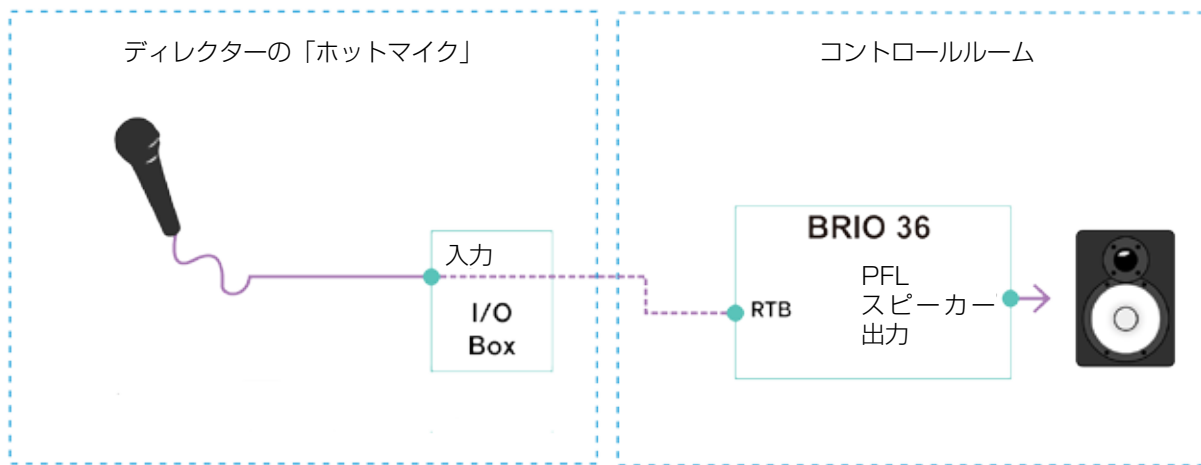 ディレクターの「ホットマイク」
コントロールルーム
入力
I/O
Box
BRIO 36
RTB
PFL
スピーカー
出力